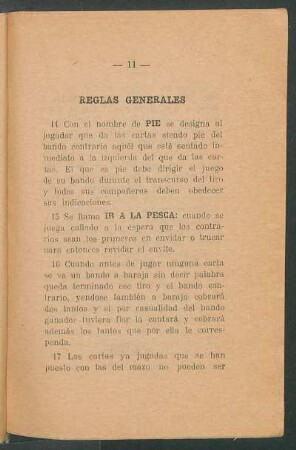 — 11 —
REGLAS GENERALES
14 Con el nombre de PIE se designa al
jugador que da las cartas siendo pie del
bando contrario aquél que esté sentado in-
mediato a la izquierda del que da las car-
tas. El que es pie debe dirigir el juego
de su bando durante el transcurso del tiro
y todos sus compañeros deben obedecer
sus indicaciones.
15 Se llama IR A LA PESCA: cuando se
juega callado a la espera que los contra-
rios sean los primeros en envidar o trucar
para entonces revidar el envite.
16 Cuando antes de jugar ninguna carta
se va un bando a baraja sin decir palabra
queda terminado ese tiro y el bando contra-
rio, yendose también a baraja cobrará
dos tantos y si por casualidad del bando
ganador tuviera flor la cantará y cobrará
además los tantos que por ella le corres-
ponda.
17 Las cartas ya jugadas que se han
puesto con las del mazo no pueden ser